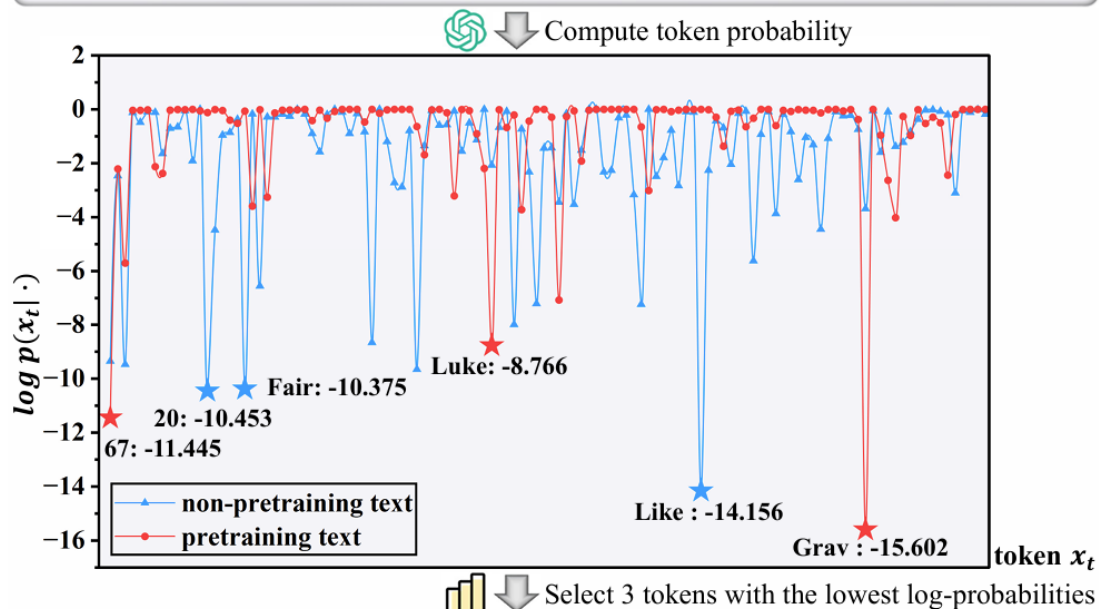 Compute token probability
2
0
−2
−4
−6
−8
−10
−12
−14
−16
log p(x_t| ·)
Luke: -8.766
Fair: -10.375
20: -10.453
67: -11.445
non-pretraining text
pretraining text
Like : -14.156
Grav : -15.602
token x_t
Select 3 tokens with the lowest log-probabilities